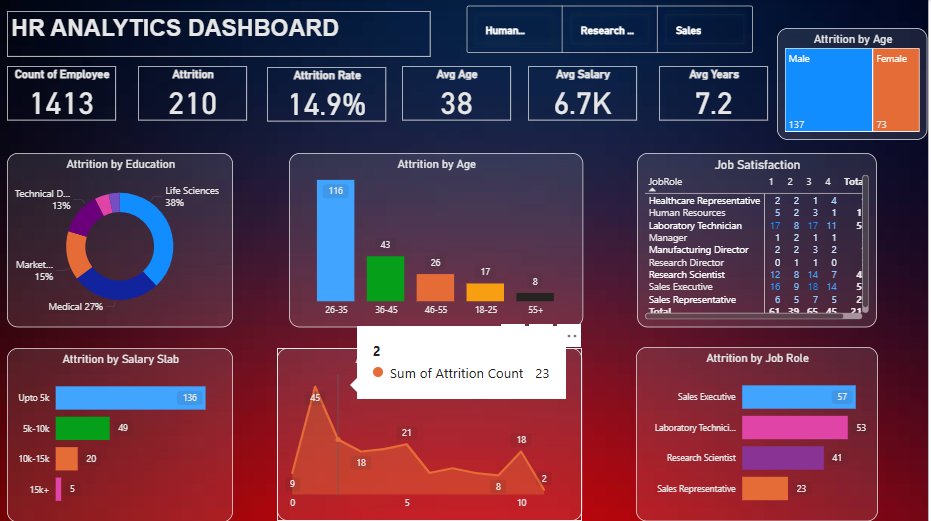 HR ANALYTICS DASHBOARD
Human...
Research ...
Sales
Count of Employee
1413
Attrition
210
Attrition Rate
14.9%
Avg Age
38
Avg Salary
6.7K
Avg Years
7.2
Attrition by Age
Male
Female
137
73
Attrition by Education
Technical D...
13%
Life Sciences
38%
Market...
15%
Medical 27%
Attrition by Age
116
43
26
17
8
26-35 36-45 46-55 18-25 55+
Job Satisfaction
JobRole 1 2 3 4 Tota
Healthcare Representative 2 2 1 4
Human Resources 5 2 3 1 1
Laboratory Technician 17 8 17 11 5
Manager 1 2 1 1
Manufacturing Director 2 2 3 2
Research Director 0 1 1 0
Research Scientist 12 8 14 7 4
Sales Executive 16 9 18 14 5
Sales Representative 6 5 7 5 2
Total 61 39 65 45 21
Attrition by Salary Slab
Upto 5k 136
5k-10k 49
10k-15k 20
15k+ 5
2
Sum of Attrition Count 23
45
9
18
21
8
18
2
0 5 10
Attrition by Job Role
Sales Executive 57
Laboratory Technici... 53
Research Scientist 41
Sales Representative 23